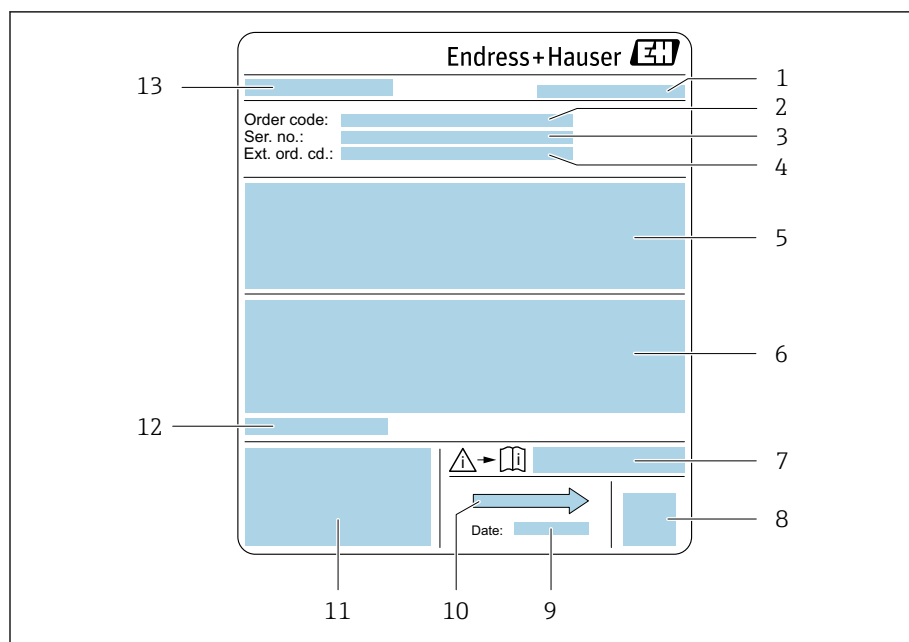 Endress+Hauser EH
13
1
Order code:
2
Ser. no.:
3
Ext. ord. cd.:
4
5
6
12
i
i
7
8
Date:
11
10
9